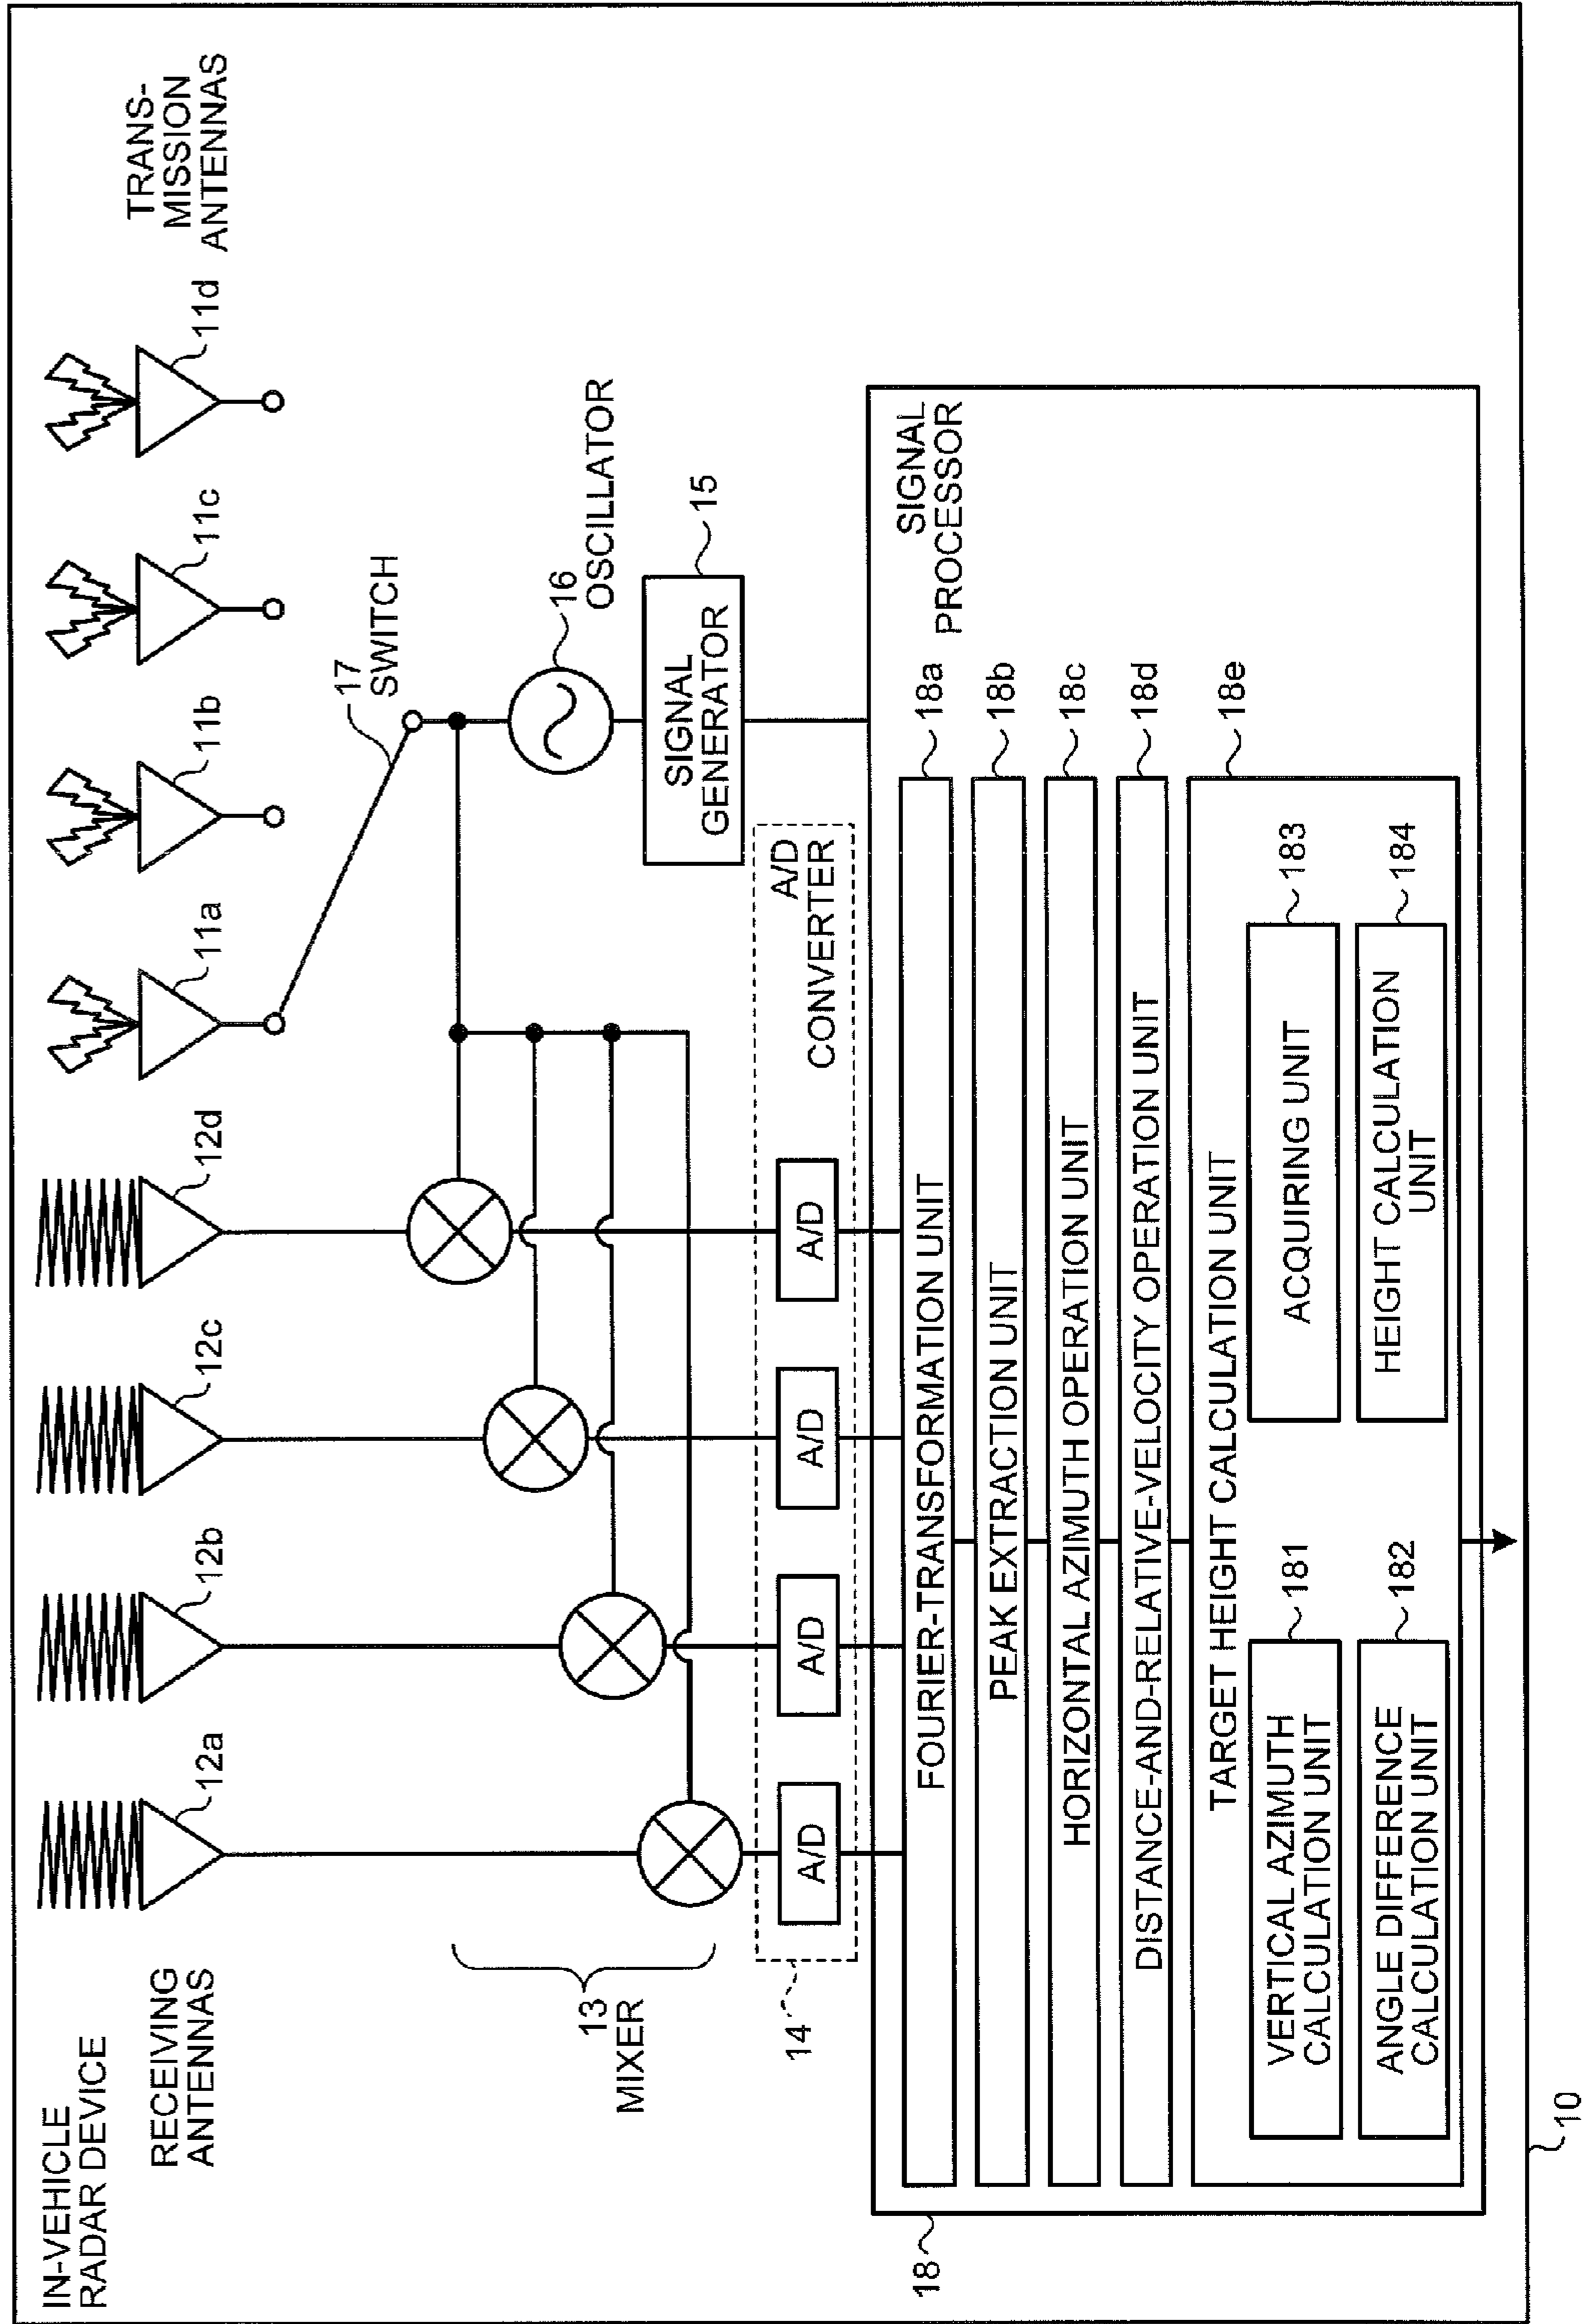 IN-VEHICLE
RADAR DEVICE
RECEIVING
ANTENNAS
12a
12b
12c
12d
11a
11b
11c
11d
TRANS-
MISSION
ANTENNAS
17
SWITCH
13
MIXER
16
OSCILLATOR
15
SIGNAL
GENERATOR
14
A/D
A/D
A/D
A/D
A/D
CONVERTER
18
SIGNAL
PROCESSOR
FOURIER-TRANSFORMATION UNIT
18a
PEAK EXTRACTION UNIT
18b
HORIZONTAL AZIMUTH OPERATION UNIT
18c
DISTANCE-AND-RELATIVE-VELOCITY OPERATION UNIT
18d
TARGET HEIGHT CALCULATION UNIT
18e
VERTICAL AZIMUTH
CALCULATION UNIT
181
ACQUIRING UNIT
183
ANGLE DIFFERENCE
CALCULATION UNIT
182
HEIGHT CALCULATION
UNIT
184
10